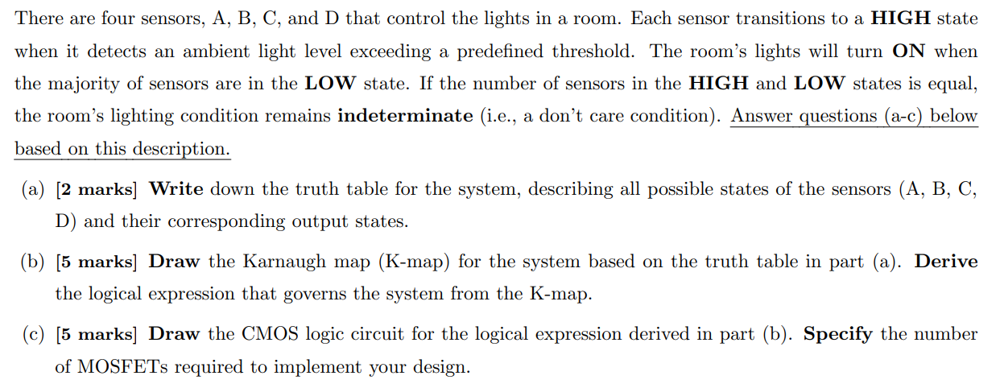 There are four sensors, A, B, C, and D that control the lights in a room. Each sensor transitions to a HIGH state
when it detects an ambient light level exceeding a predefined threshold. The room's lights will turn ON when
the majority of sensors are in the LOW state. If the number of sensors in the HIGH and LOW states is equal,
the room's lighting condition remains indeterminate (i.e., a don't care condition). Answer questions (a-c) below
based on this description.
(a) [2 marks] Write down the truth table for the system, describing all possible states of the sensors (A, B, C,
D) and their corresponding output states.
(b) [5 marks] Draw the Karnaugh map (K-map) for the system based on the truth table in part (a). Derive
the logical expression that governs the system from the K-map.
(c) [5 marks] Draw the CMOS logic circuit for the logical expression derived in part (b). Specify the number
of MOSFETs required to implement your design.